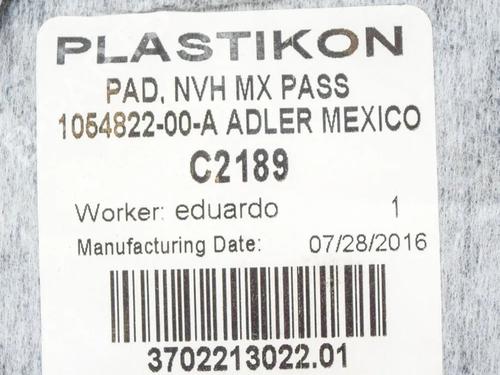 PLASTIKON
PAD, NVH MX PASS
1054822-00-A ADLER MEXICO
C2189
Worker: eduardo 1
Manufacturing Date: 07/28/2016
3702213022.01